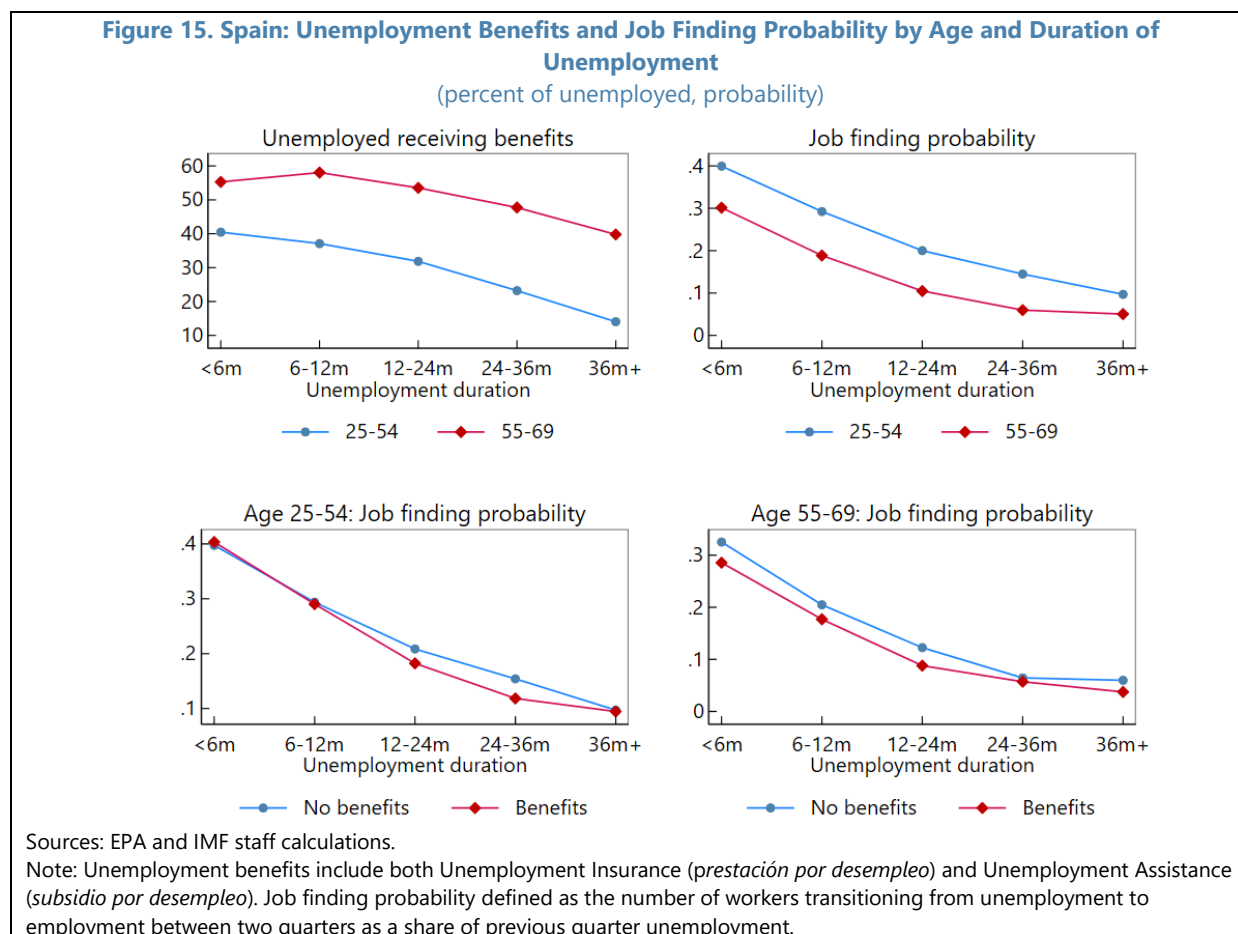 Figure 15. Spain: Unemployment Benefits and Job Finding Probability by Age and Duration of
Unemployment
(percent of unemployed, probability)
Unemployed receiving benefits
60
50
40
30
20
10
<6m 6-12m 12-24m 24-36m 36m+
Unemployment duration
25-54 55-69
Job finding probability
.4
.3
.2
.1
0
<6m 6-12m 12-24m 24-36m 36m+
Unemployment duration
25-54 55-69
Age 25-54: Job finding probability
.4
.3
.2
.1
<6m 6-12m 12-24m 24-36m 36m+
Unemployment duration
No benefits Benefits
Age 55-69: Job finding probability
.3
.2
.1
0
<6m 6-12m 12-24m 24-36m 36m+
Unemployment duration
No benefits Benefits
Sources: EPA and IMF staff calculations.
Note: Unemployment benefits include both Unemployment Insurance (prestación por desempleo) and Unemployment Assistance
(subsidio por desempleo). Job finding probability defined as the number of workers transitioning from unemployment to
employment between two quarters as a share of previous quarter unemployment.